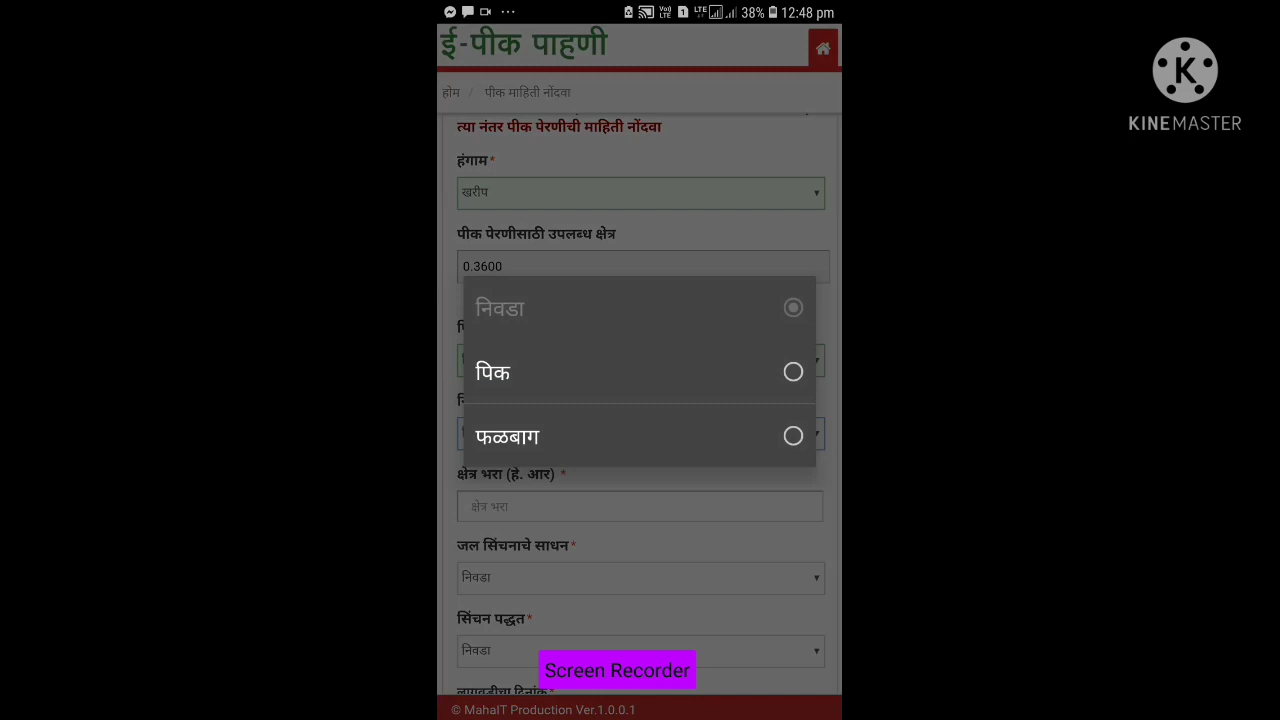 38% 12:48 pm
ई-पीक पाहणी
होम / पीक माहिती नोंदवा
त्या नंतर पीक पेरणीची माहिती नोंदवा
हंगाम*
खरीप
पीक पेरणीसाठी उपलब्ध क्षेत्र
0.3600
निवडा
पिक
फळबाग
क्षेत्र भरा (हे. आर) *
क्षेत्र भरा
जल सिंचनाचे साधन*
निवडा
सिंचन पद्धत*
निवडा
Screen Recorder
लागवडीचा दिनांक*
© MahaIT Production Ver.1.0.0.1
K
KINEMASTER